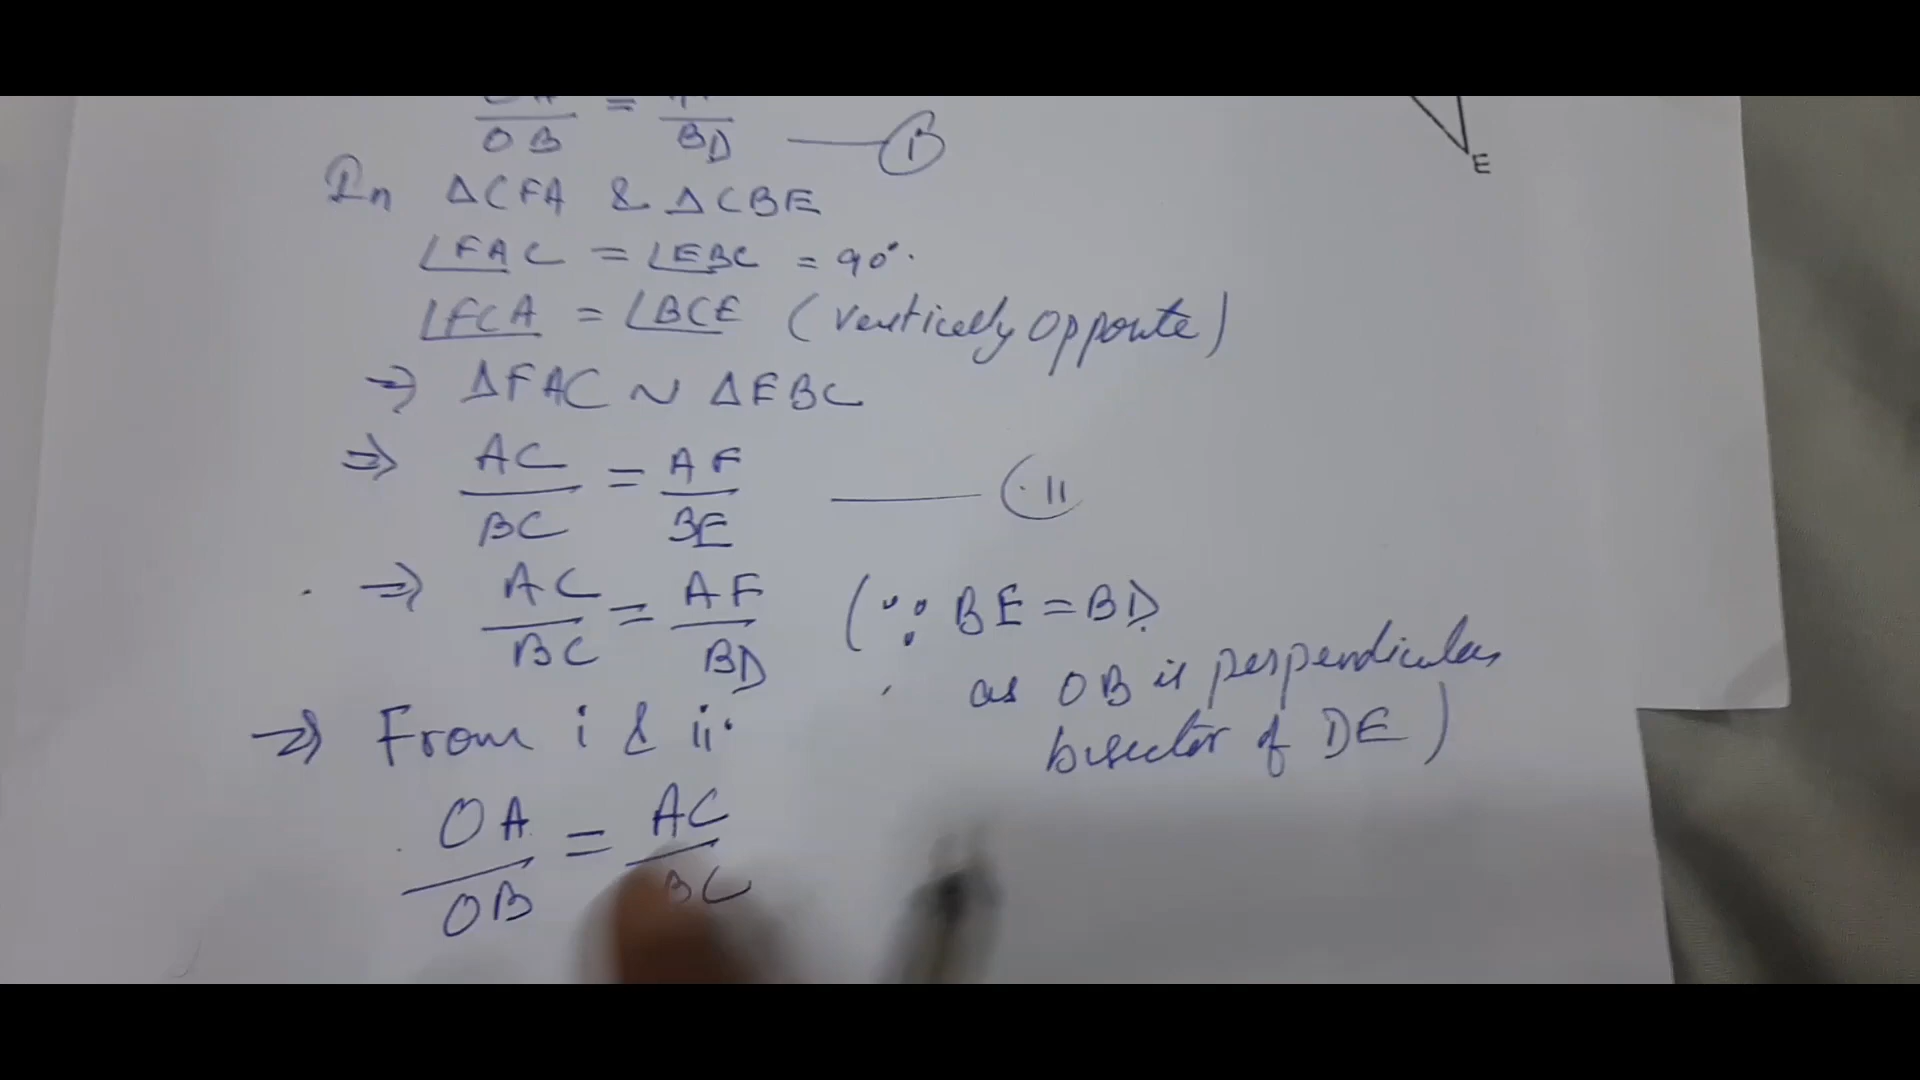 OB = BD — i
E
In ΔCFA & ΔCBE
∠FAC = ∠EBC = 90°.
∠FCA = ∠BCE (vertically opposite)
⇒ ΔFAC ~ ΔEBC
⇒ AC/BC = AF/BE — ii
⇒ AC/BC = AF/BD (∵ BE = BD
as OB is perpendicular
bisector of DE)
⇒ From i & ii
OA/OB = AC/BC